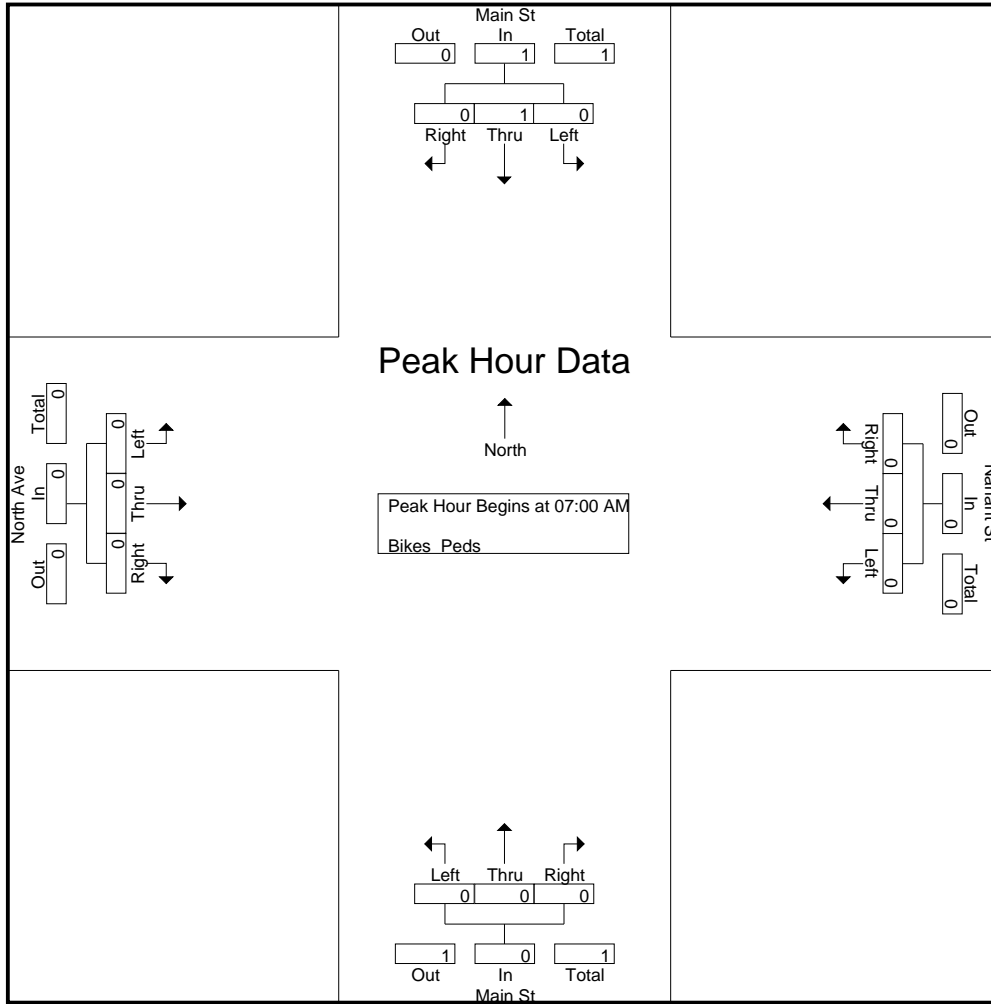 Main St
Out In Total
0 1 1
0 1 0
Right Thru Left
Peak Hour Data
North
Peak Hour Begins at 07:00 AM
Bikes Peds
North Ave
Out In Total
0 0 0
0 0 0
Right Thru Left
Nahant St
Out In Total
0 0 0
0 0 0
Right Thru Left
Left Thru Right
0 0 0
1 0 1
Out In Total
Main St